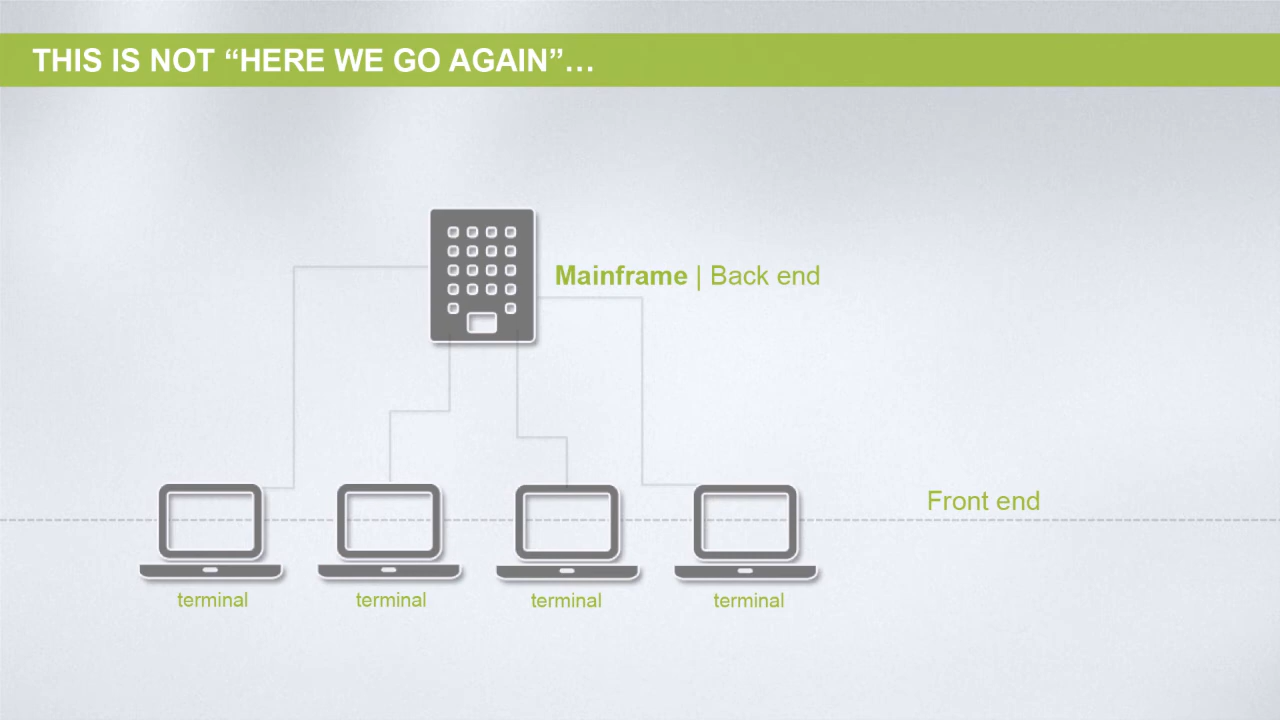 THIS IS NOT “HERE WE GO AGAIN”…
Mainframe | Back end
Front end
terminal
terminal
terminal
terminal